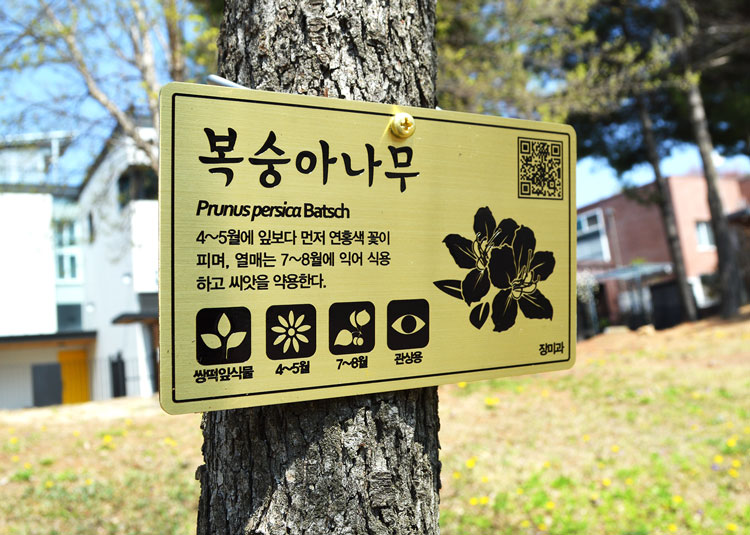 복숭아나무
Prunus persica Batsch
4~5월에 잎보다 먼저 연홍색 꽃이
피며, 열매는 7~8월에 익어 식용
하고 씨앗을 약용한다.
쌍떡잎식물
4~5월
7~8월
관상용
장미과